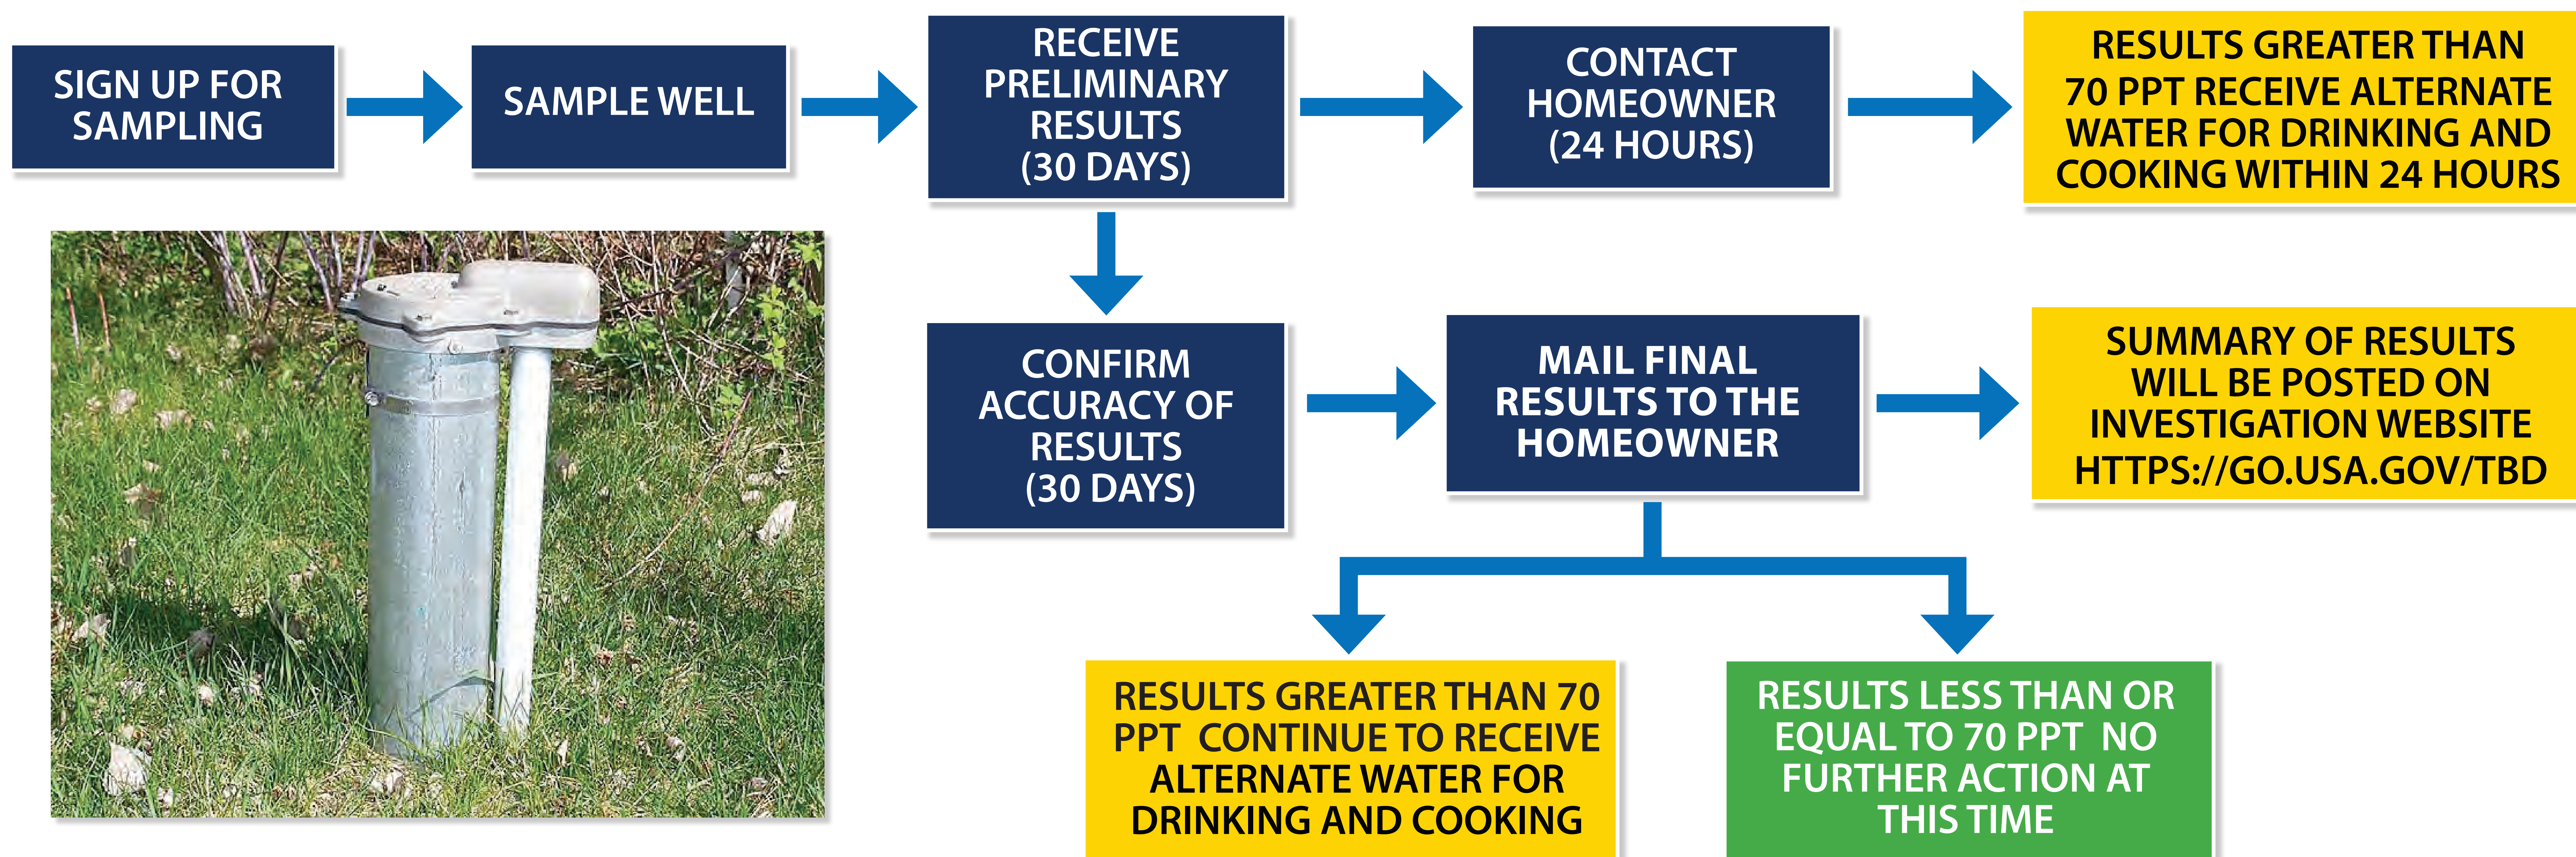 SIGN UP FOR
SAMPLING
SAMPLE WELL
RECEIVE
PRELIMINARY
RESULTS
(30 DAYS)
CONTACT
HOMEOWNER
(24 HOURS)
RESULTS GREATER THAN
70 PPT RECEIVE ALTERNATE
WATER FOR DRINKING AND
COOKING WITHIN 24 HOURS
CONFIRM
ACCURACY OF
RESULTS
(30 DAYS)
MAIL FINAL
RESULTS TO THE
HOMEOWNER
SUMMARY OF RESULTS
WILL BE POSTED ON
INVESTIGATION WEBSITE
HTTPS://GO.USA.GOV/TBD
RESULTS GREATER THAN 70
PPT CONTINUE TO RECEIVE
ALTERNATE WATER FOR
DRINKING AND COOKING
RESULTS LESS THAN OR
EQUAL TO 70 PPT NO
FURTHER ACTION AT
THIS TIME